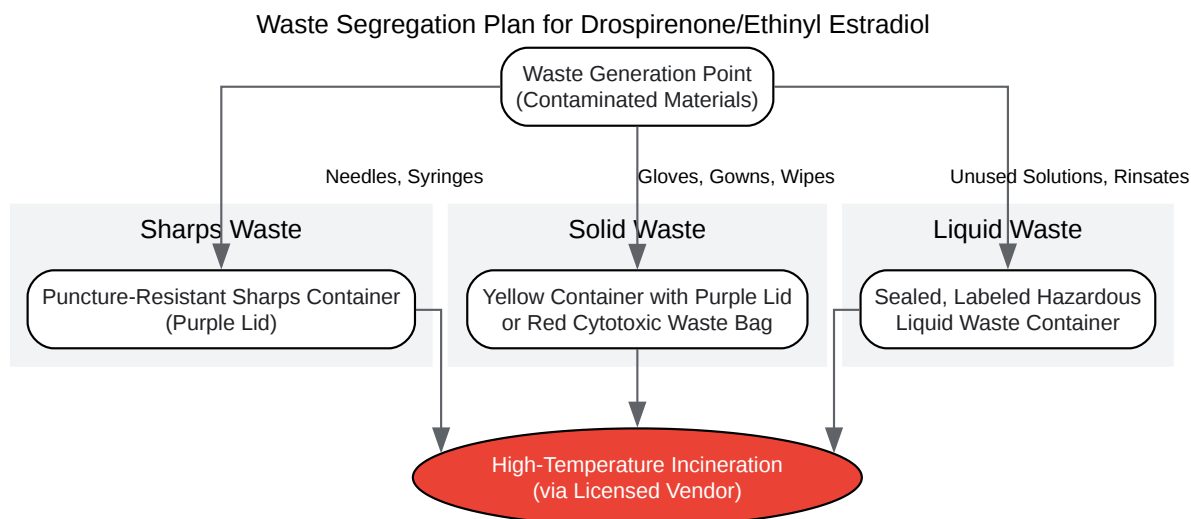 Waste Segregation Plan for Drospirenone/Ethinyl Estradiol
Waste Generation Point
(Contaminated Materials)
Needles, Syringes
Gloves, Gowns, Wipes
Unused Solutions, Rinsates
Sharps Waste
Solid Waste
Liquid Waste
Puncture-Resistant Sharps Container
(Purple Lid)
Yellow Container with Purple Lid
or Red Cytotoxic Waste Bag
Sealed, Labeled Hazardous
Liquid Waste Container
High-Temperature Incineration
(via Licensed Vendor)